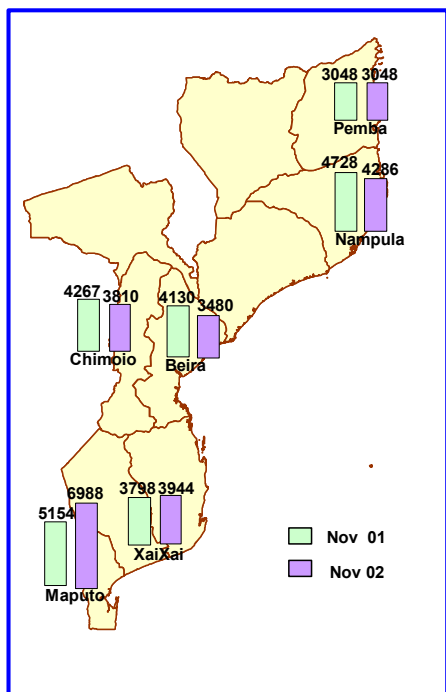 3048 3048
Pemba
4728 4286
Nampula
4267 3810
Chimoio
4130 3480
Beira
3798 3944
XaiXai
5154 6988
Maputo
Nov 01
Nov 02